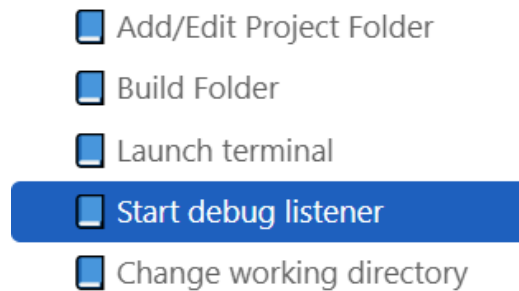 Add/Edit Project Folder
Build Folder
Launch terminal
Start debug listener
Change working directory